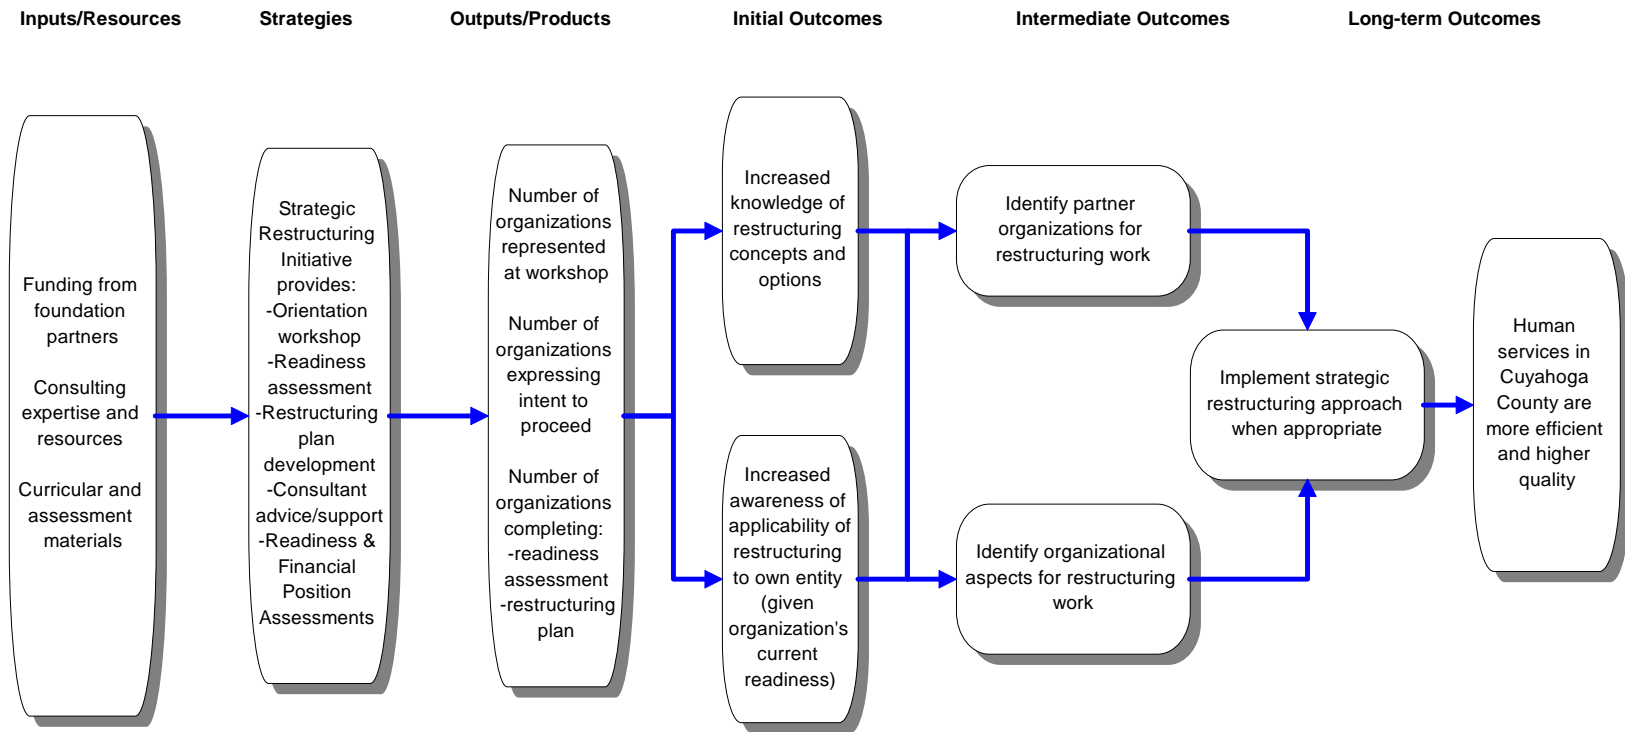 Inputs/Resources
Strategies
Outputs/Products
Initial Outcomes
Intermediate Outcomes
Long-term Outcomes
Funding from
foundation
partners
Consulting
expertise and
resources
Curricular and
assessment
materials
Strategic
Restructuring
Initiative
provides:
-Orientation
workshop
-Readiness
assessment
-Restructuring
plan
development
-Consultant
advice/support
-Readiness &
Financial
Position
Assessments
Number of
organizations
represented
at workshop
Number of
organizations
expressing
intent to
proceed
Number of
organizations
completing:
-readiness
assessment
-restructuring
plan
Increased
knowledge of
restructuring
concepts and
options
Increased
awareness of
applicability of
restructuring
to own entity
(given
organization's
current
readiness)
Identify partner
organizations for
restructuring work
Identify organizational
aspects for restructuring
work
Implement strategic
restructuring approach
when appropriate
Human
services in
Cuyahoga
County are
more efficient
and higher
quality